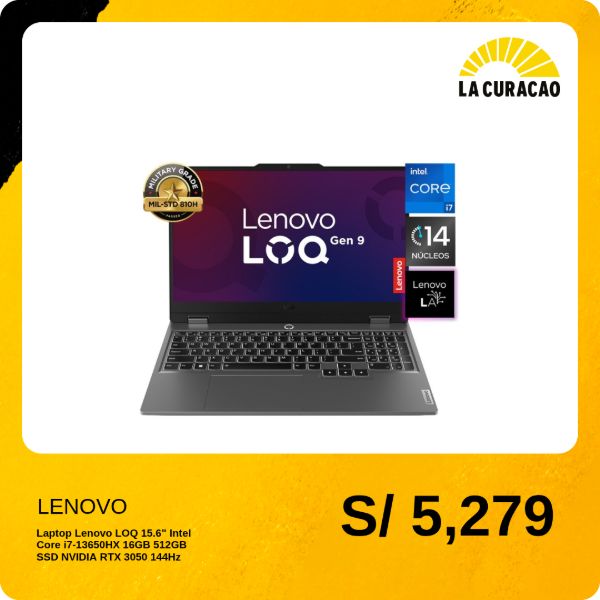 LA CURACAO
MILITARY GRADE
MIL-STD 810H
PASSED
Lenovo
LOQ Gen 9
intel
CORE
i7
14
NÚCLEOS
Lenovo
Lenovo
LA
Lenovo
LENOVO
S/ 5,279
Laptop Lenovo LOQ 15.6" Intel
Core i7-13650HX 16GB 512GB
SSD NVIDIA RTX 3050 144Hz